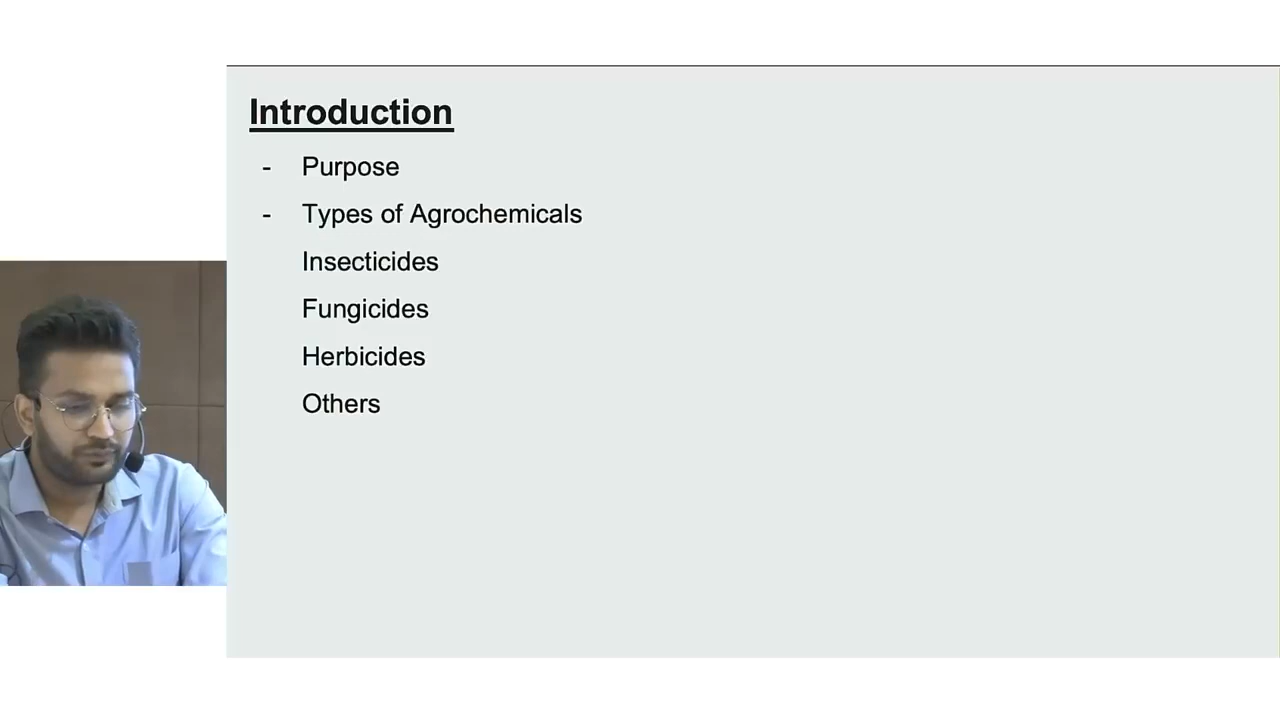 Introduction
- Purpose
- Types of Agrochemicals
Insecticides
Fungicides
Herbicides
Others